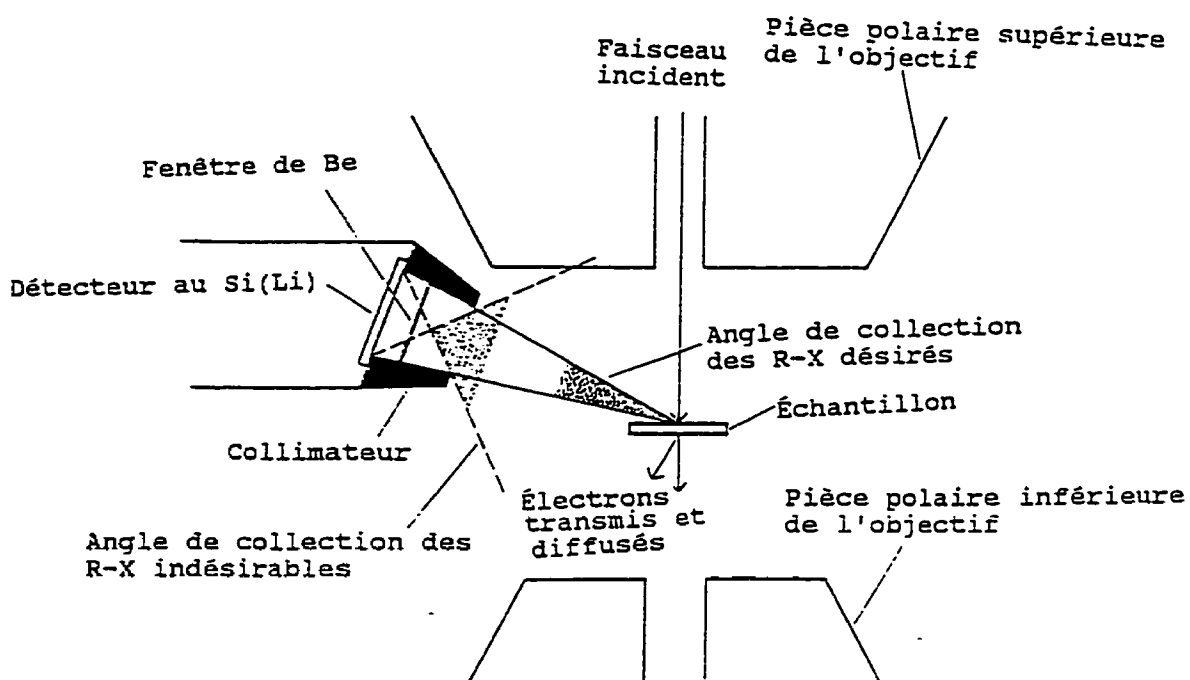 Faisceau
incident
Pièce polaire supérieure
de l'objectif
Fenêtre de Be
Détecteur au Si(Li)
Angle de collection
des R-X désirés
Échantillon
Collimateur
Électrons
transmis et
diffusés
Pièce polaire inférieure
de l'objectif
Angle de collection des
R-X indésirables